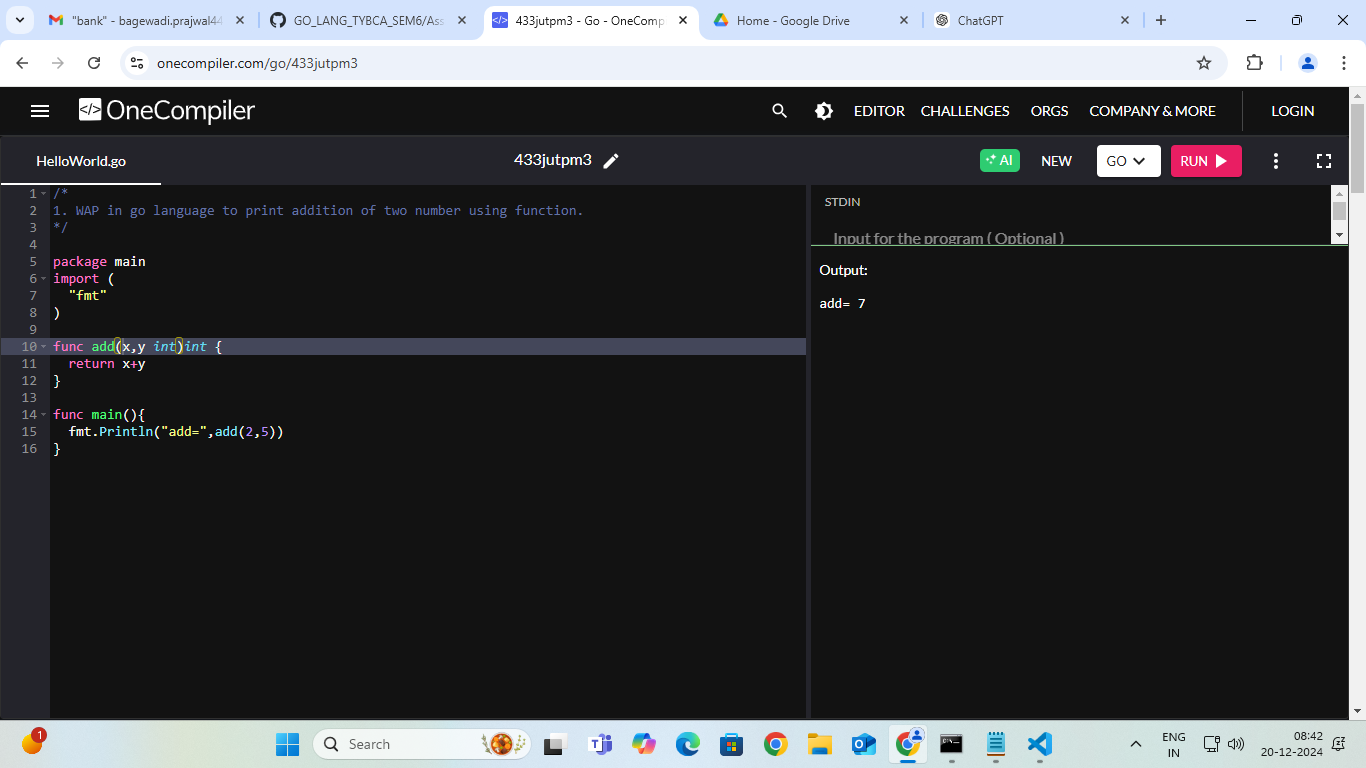 "bank" - bagewadi.prajwal44
GO_LANG_TYBCA_SEM6/Ass
433jutpm3 - Go - OneComp
Home - Google Drive
ChatGPT
onecompiler.com/go/433jutpm3
OneCompiler
EDITOR CHALLENGES ORGS COMPANY & MORE LOGIN
HelloWorld.go
433jutpm3
AI NEW GO RUN
1 /*
2 1. WAP in go language to print addition of two number using function.
3 */
4
5 package main
6 import (
7 "fmt"
8 )
9
10 func add(x,y int)int {
11 return x+y
12 }
13
14 func main(){
15 fmt.Println("add=",add(2,5))
16 }
STDIN
Input for the program ( Optional )
Output:
add= 7
1
Search
ENG
IN
08:42
20-12-2024